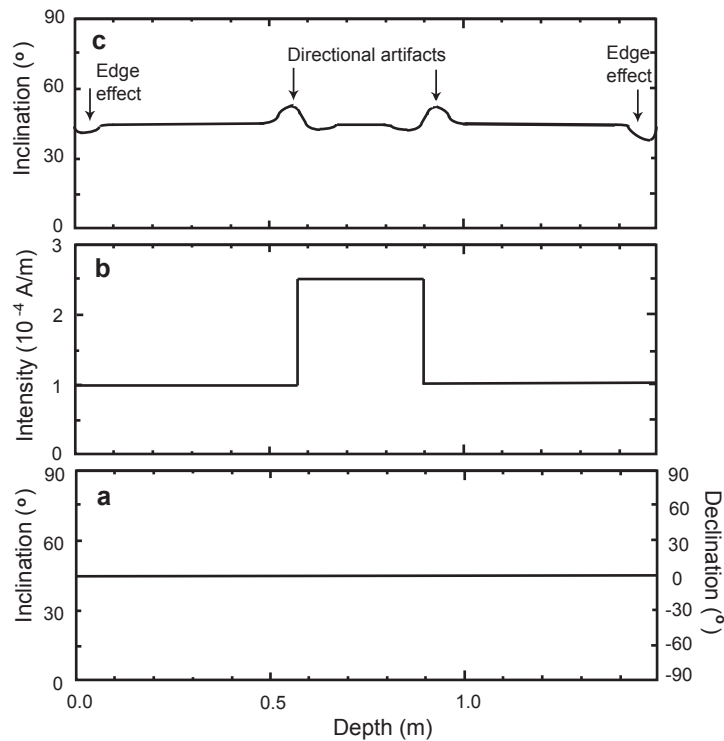 c
Edge effect
Directional artifacts
Edge effect
Inclination (º)
90
60
30
0
b
Intensity (10⁻⁴ A/m)
3
2
1
0
a
Inclination (º)
90
60
30
0
Declination (º)
90
60
30
0
-30
-60
-90
0.0
0.5
1.0
Depth (m)